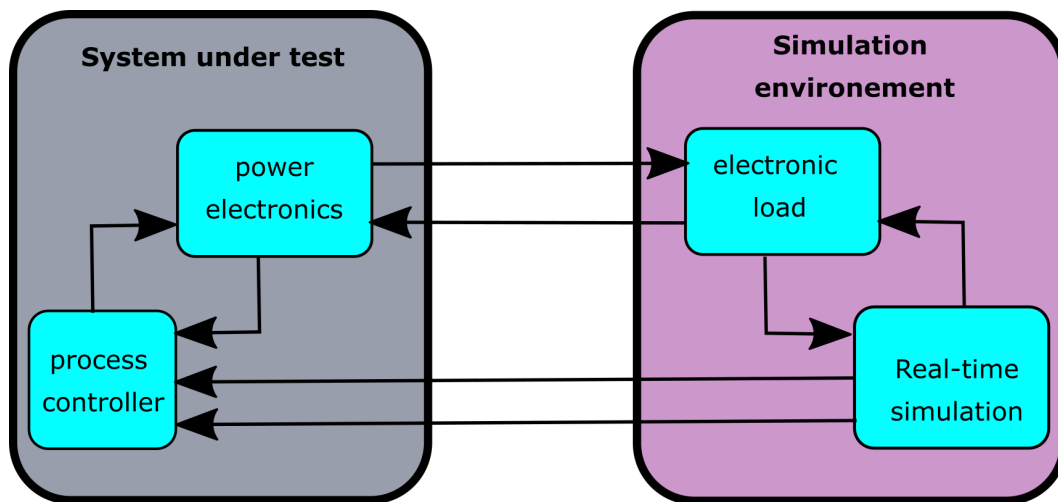 System under test
power
electronics
process
controller
Simulation
environement
electronic
load
Real-time
simulation